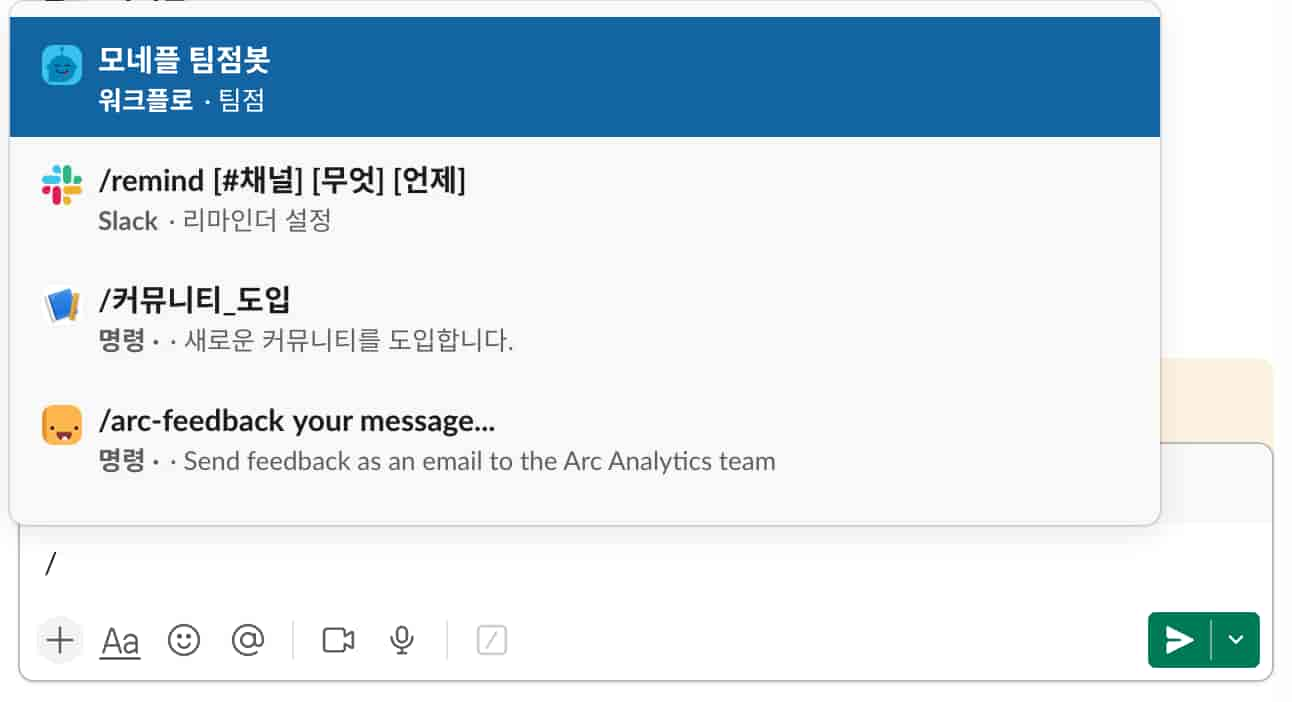 모네플 팀점봇
워크플로 · 팀점
/remind [#채널] [무엇] [언제]
Slack · 리마인더 설정
/커뮤니티_도입
명령 · · 새로운 커뮤니티를 도입합니다.
/arc-feedback your message...
명령 · · Send feedback as an email to the Arc Analytics team
/
Aa